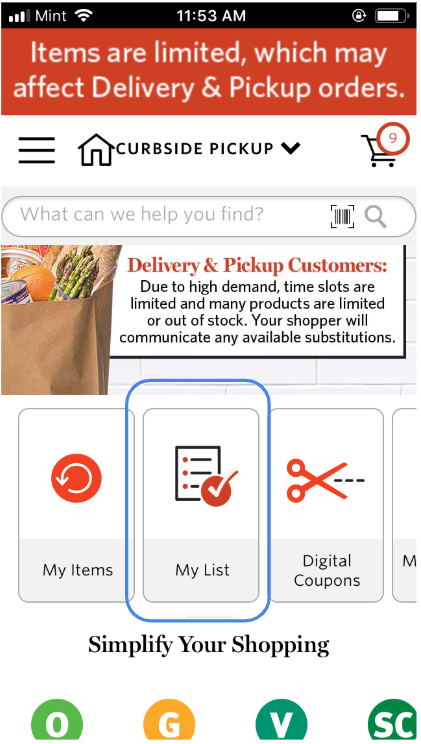 Mint 11:53 AM
Items are limited, which may
affect Delivery & Pickup orders.
CURBSIDE PICKUP 9
What can we help you find?
Delivery & Pickup Customers:
Due to high demand, time slots are
limited and many products are limited
or out of stock. Your shopper will
communicate any available substitutions.
My Items
My List
Digital
Coupons
M
Simplify Your Shopping
O G V SC